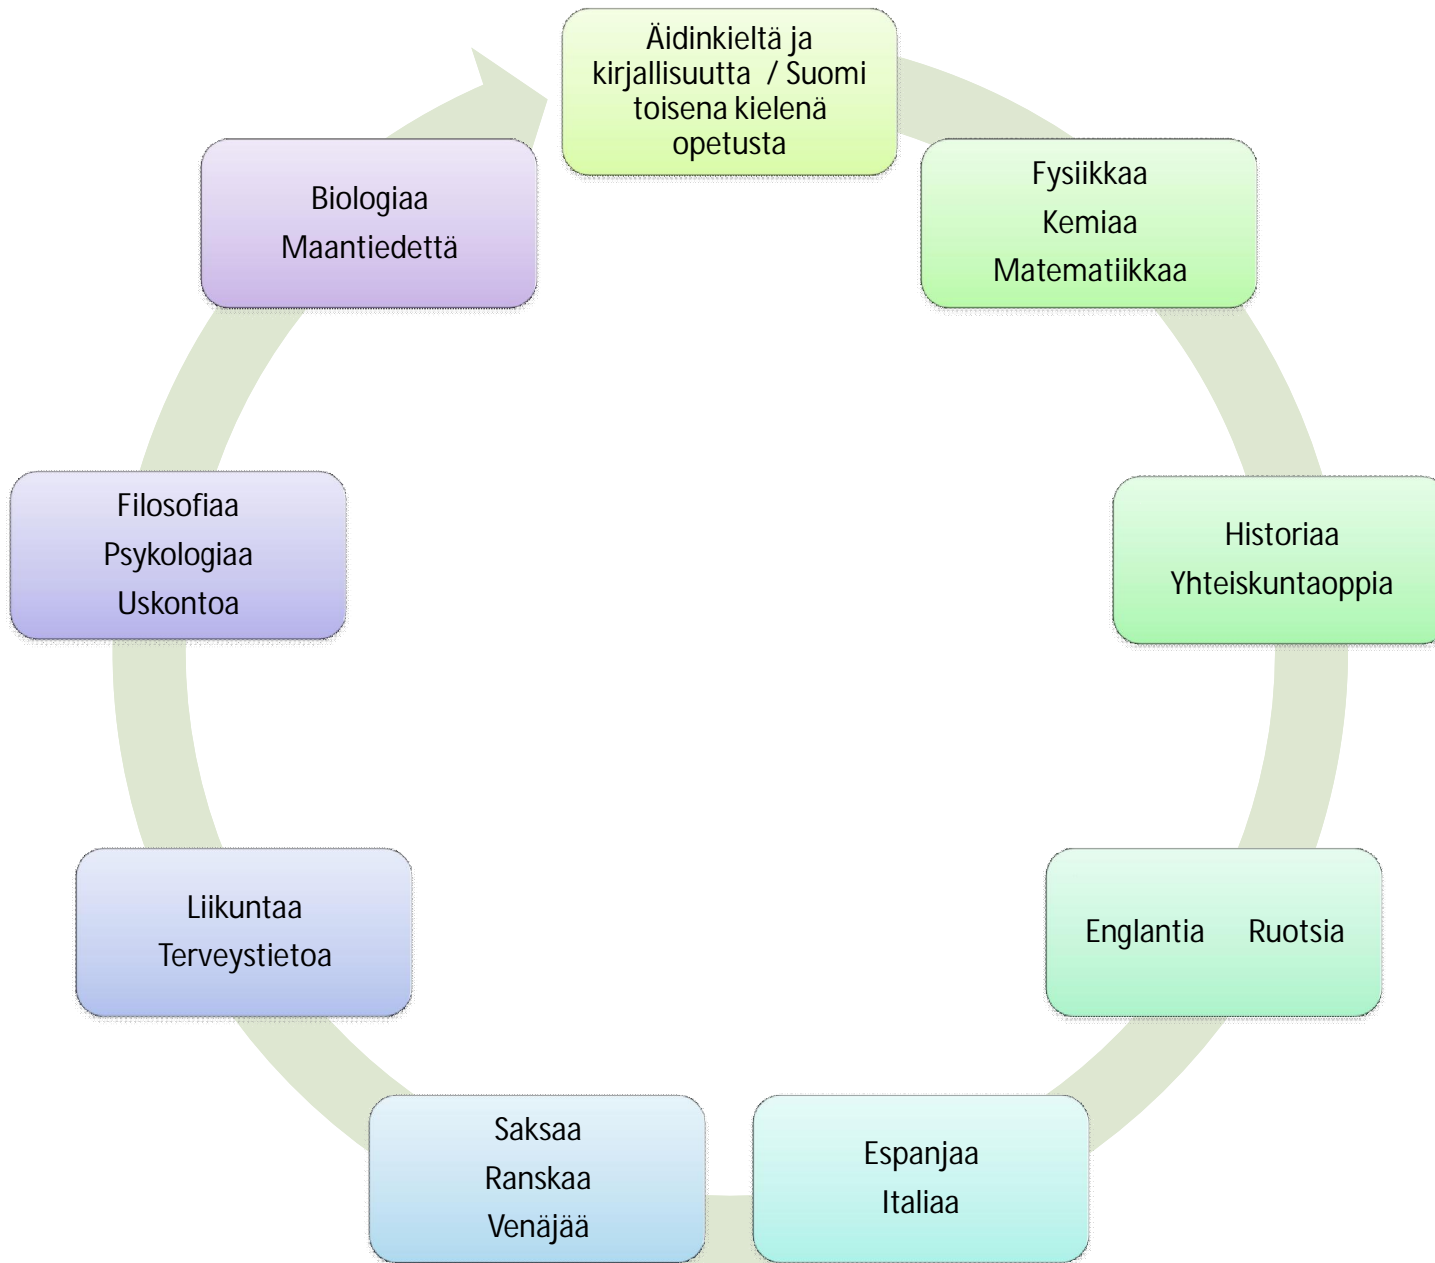 Äidinkieltä ja
kirjallisuutta / Suomi
toisena kielenä
opetusta
Fysiikkaa
Kemiaa
Matematiikkaa
Historiaa
Yhteiskuntaoppia
Englantia Ruotsia
Espanjaa
Italiaa
Saksaa
Ranskaa
Venäjää
Liikuntaa
Terveystietoa
Filosofiaa
Psykologiaa
Uskontoa
Biologiaa
Maantiedettä